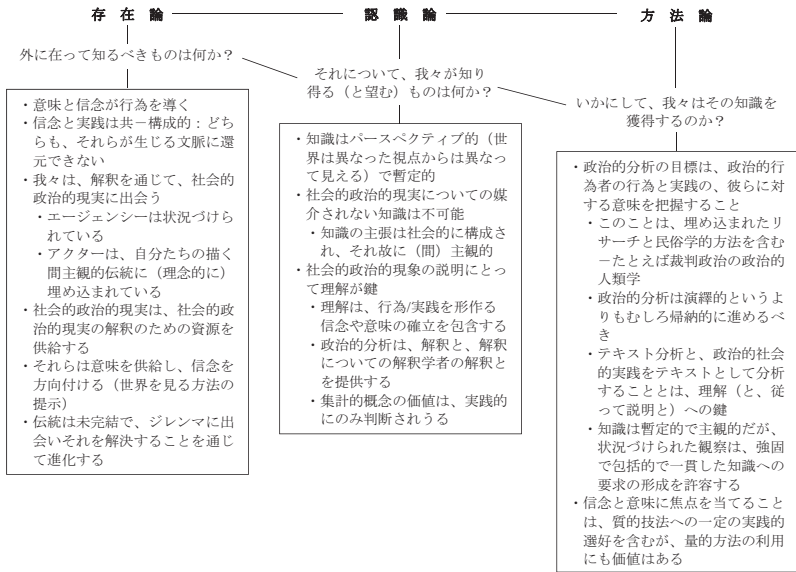 存在論
認識論
方法論
外に在って知るべきものは何か？
それについて、我々が知り
得る（と望む）ものは何か？
いかにして、我々はその知識を
獲得するのか？
・意味と信念が行為を導く
・信念と実践は共－構成的：どち
らも、それらが生じる文脈に還
元できない
・我々は、解釈を通じて、社会的
政治的現実に出会う
・エージェンシーは状況づけら
れている
・アクターは、自分たちの描く
間主観的伝統に（理念的に）
埋め込まれている
・社会的政治的現実は、社会的政
治的現実の解釈のための資源を
供給する
・それらは意味を供給し、信念を
方向付ける（世界を見る方法の
提示）
・伝統は未完結で、ジレンマに出
会いそれを解決することを通じ
て進化する
・知識はパースペクティブ的（世
界は異なった視点からは異なっ
て見える）で暫定的
・社会的政治的現実についての媒
介されない知識は不可能
・知識の主張は社会的に構成さ
れ、それ故に（間）主観的
・社会的政治的現象の説明にとっ
て理解が鍵
・理解は、行為/実践を形作る
信念や意味の確立を包含する
・政治的分析は、解釈と、解釈
についての解釈学者の解釈と
を提供する
・集計的概念の価値は、実践的
にのみ判断されうる
・政治的分析の目標は、政治的行
為者の行為と実践の、彼らに対
する意味を把握すること
・このことは、埋め込まれたリ
サーチと民俗学的方法を含む
－たとえば裁判政治の政治的
人類学
・政治的分析は演繹的というよ
りもむしろ帰納的に進めるべ
き
・テキスト分析と、政治的社会
的実践をテキストとして分析
することとは、理解（と、従
って説明と）への鍵
・知識は暫定的で主観的だが、
状況づけられた観察は、強固
で包括的で一貫した知識への
要求の形成を許容する
・信念と意味に焦点を当てること
は、質的技法への一定の実践的
選好を含むが、量的方法の利用
にも価値はある